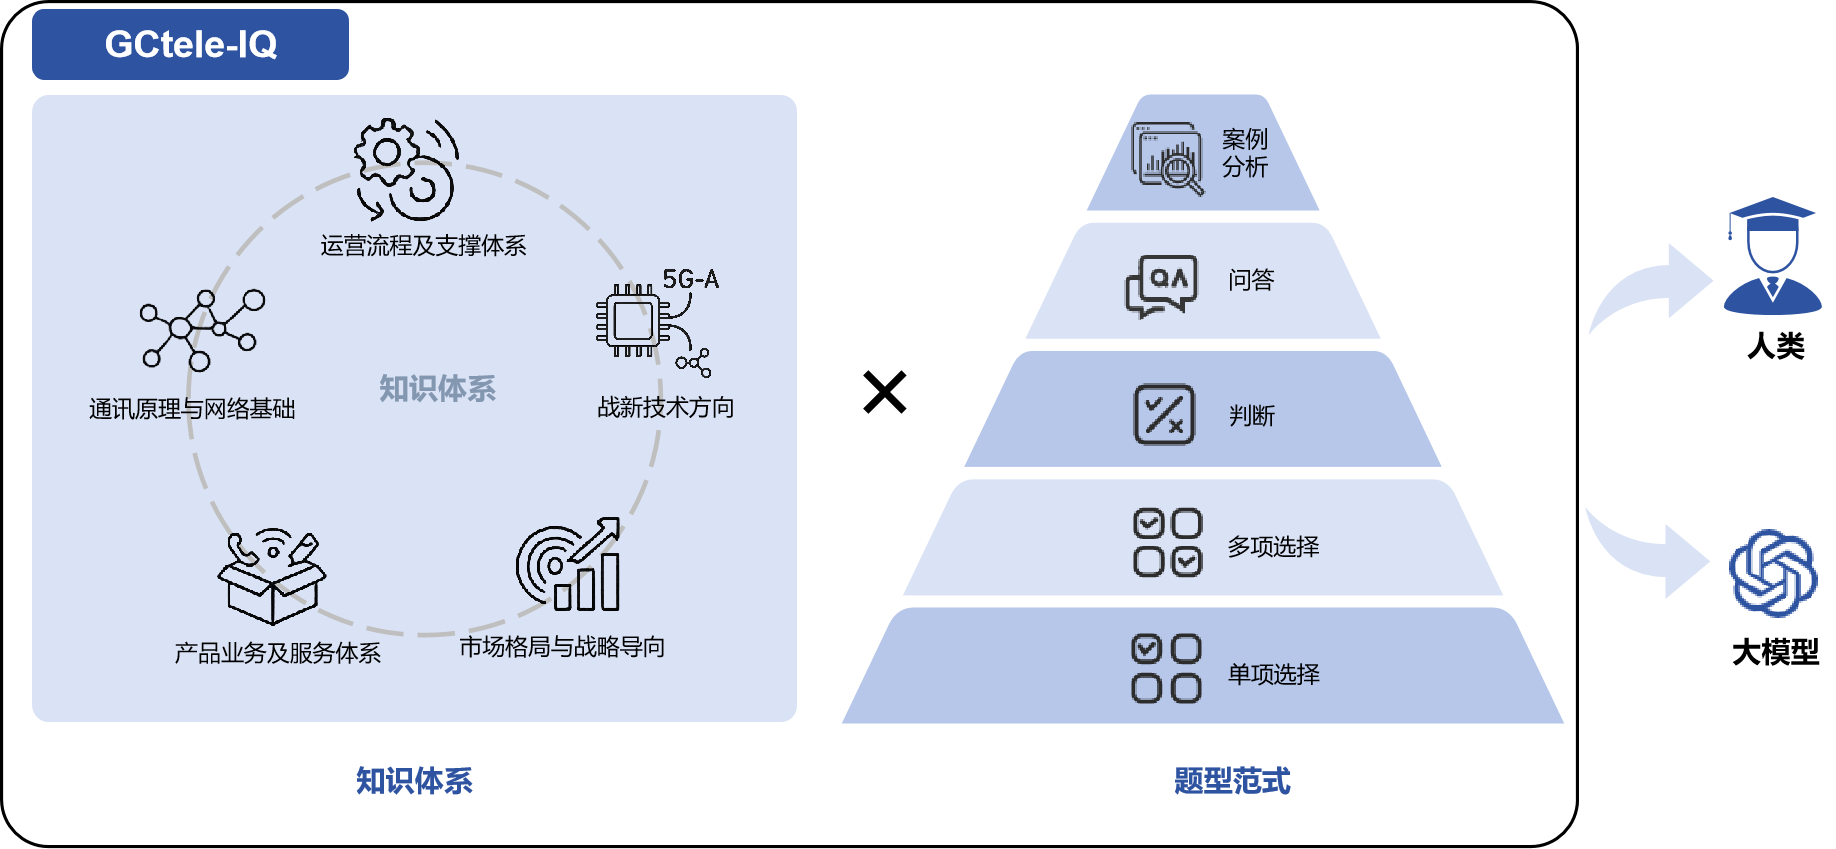 GCtele-IQ
运营流程及支撑体系
5G-A
通讯原理与网络基础
知识体系
战新技术方向
产品业务及服务体系
市场格局与战略导向
知识体系
×
案例
分析
QA
问答
判断
多项选择
单项选择
题型范式
人类
大模型